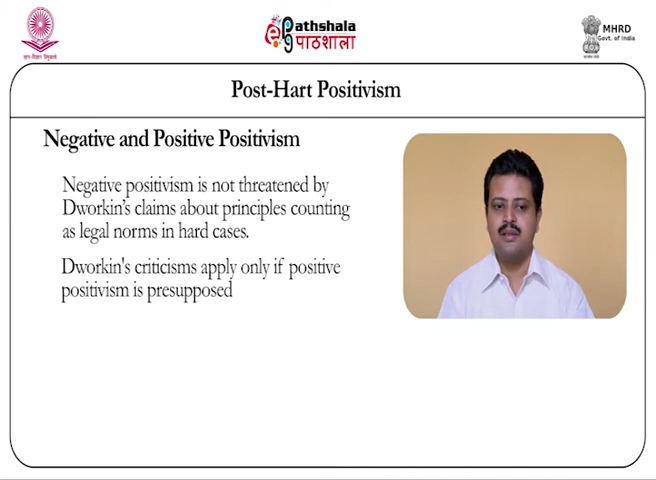 Pathshala
पाठशाला
MHRD
Govt. of India
Post-Hart Positivism
Negative and Positive Positivism
Negative positivism is not threatened by
Dworkin's claims about principles counting
as legal norms in hard cases.
Dworkin's criticisms apply only if positive
positivism is presupposed